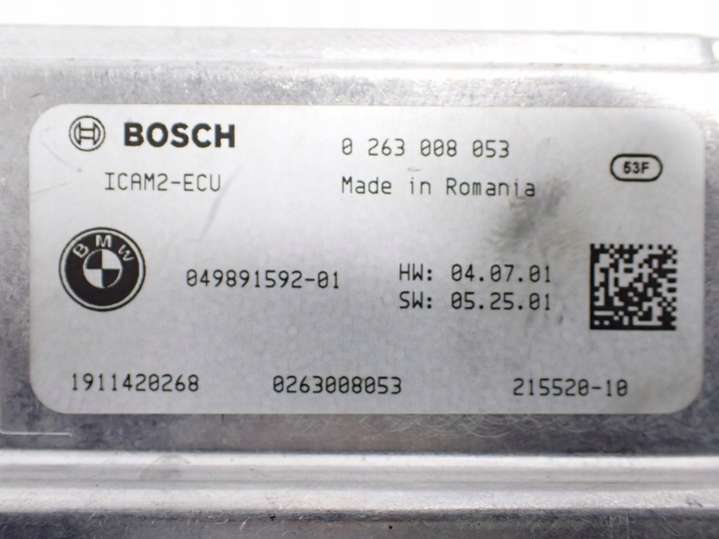 BOSCH 0 263 008 053
ICAM2-ECU Made in Romania 53F
BMW
049891592-01 HW: 04.07.01
SW: 05.25.01
1911420268 0263008053 215520-10